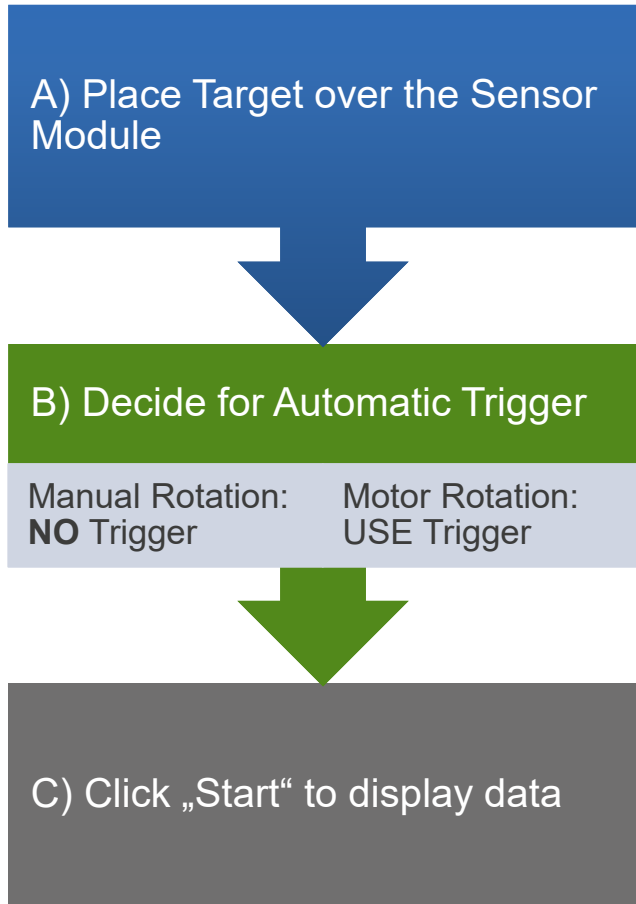 A) Place Target over the Sensor
Module
B) Decide for Automatic Trigger
Manual Rotation:
NO Trigger
Motor Rotation:
USE Trigger
C) Click „Start“ to display data